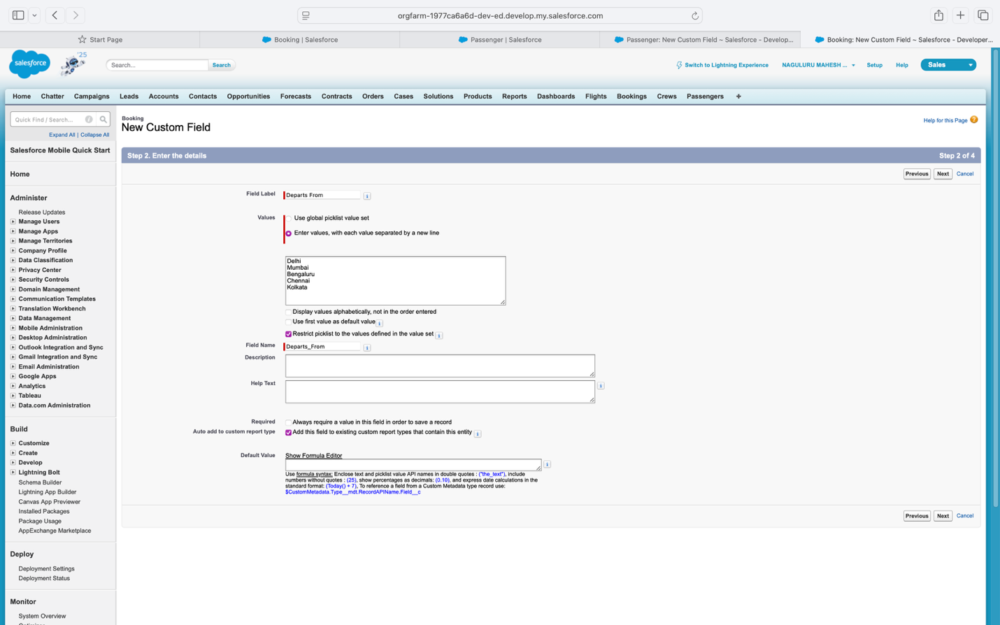 orgfarm-1977ca6a6d-dev-ed.develop.my.salesforce.com
Start Page
Booking | Salesforce
Passenger | Salesforce
Passenger: New Custom Field ~ Salesforce - Develop...
Booking: New Custom Field ~ Salesforce - Developer...
salesforce
'25
Search...
Search
Switch to Lightning Experience
NAGULURU MAHESH ...
Setup
Help
Sales
Home Chatter Campaigns Leads Accounts Contacts Opportunities Forecasts Contracts Orders Cases Solutions Products Reports Dashboards Flights Bookings Crews Passengers +
Quick Find / Search...
Expand All | Collapse All
Salesforce Mobile Quick Start
Home
Administer
Release Updates
Manage Users
Manage Apps
Manage Territories
Company Profile
Data Classification
Privacy Center
Security Controls
Domain Management
Communication Templates
Translation Workbench
Data Management
Mobile Administration
Desktop Administration
Outlook Integration and Sync
Gmail Integration and Sync
Email Administration
Google Apps
Analytics
Tableau
Data.com Administration
Build
Customize
Create
Develop
Lightning Bolt
Schema Builder
Lightning App Builder
Canvas App Previewer
Installed Packages
Package Usage
AppExchange Marketplace
Deploy
Deployment Settings
Deployment Status
Monitor
System Overview
Booking
New Custom Field
Help for this Page ?
Step 2. Enter the details
Step 2 of 4
Previous Next Cancel
Field Label Departs From
Values Use global picklist value set
Enter values, with each value separated by a new line
Delhi
Mumbai
Bengaluru
Chennai
Kolkata
Display values alphabetically, not in the order entered
Use first value as default value
Restrict picklist to the values defined in the value set
Field Name Departs_From
Description
Help Text
Required Always require a value in this field in order to save a record
Auto add to custom report type Add this field to existing custom report types that contain this entity
Default Value Show Formula Editor
Use formula syntax: Enclose text and picklist value API names in double quotes : ("the_text"), include
numbers without quotes : (25), show percentages as decimals: (0.10), and express date calculations in the
standard format: (Today() + 7), To reference a field from a Custom Metadata type record use:
$CustomMetadata.Type__mdt.RecordAPIName.Field__c
Previous Next Cancel